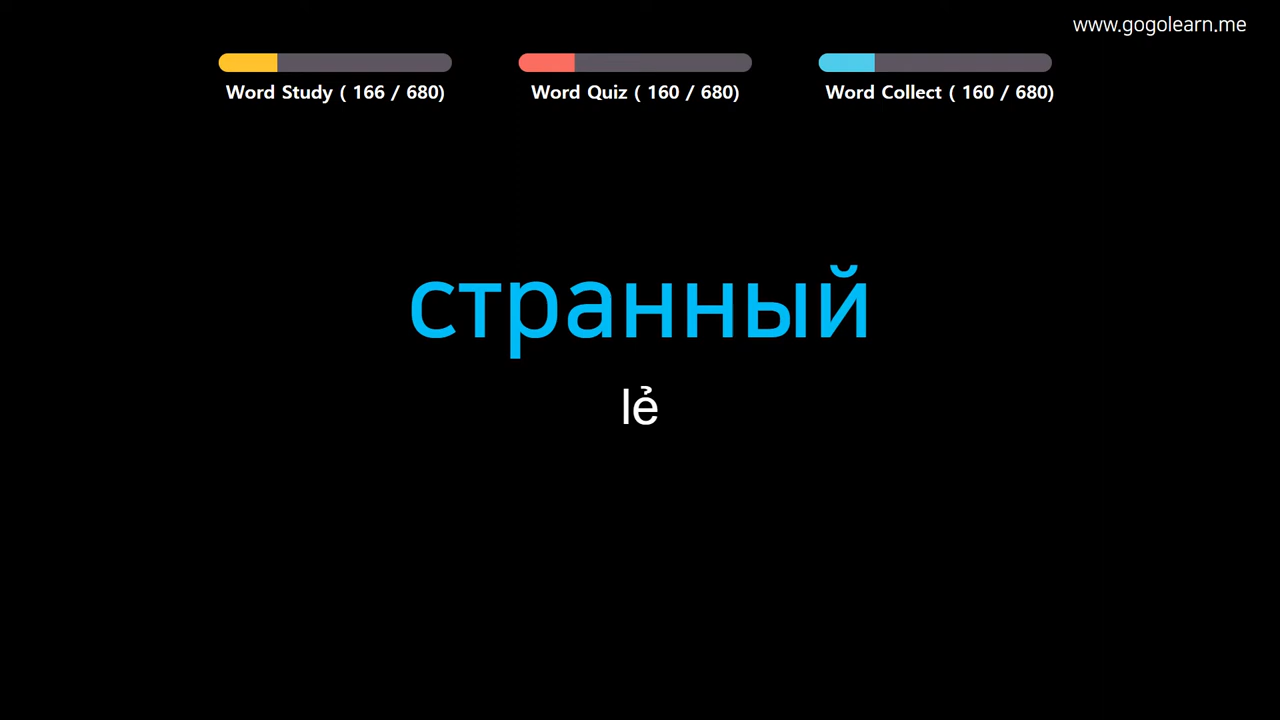 www.gogolearn.me
Word Study ( 166 / 680)
Word Quiz ( 160 / 680)
Word Collect ( 160 / 680)
странный
lẻ